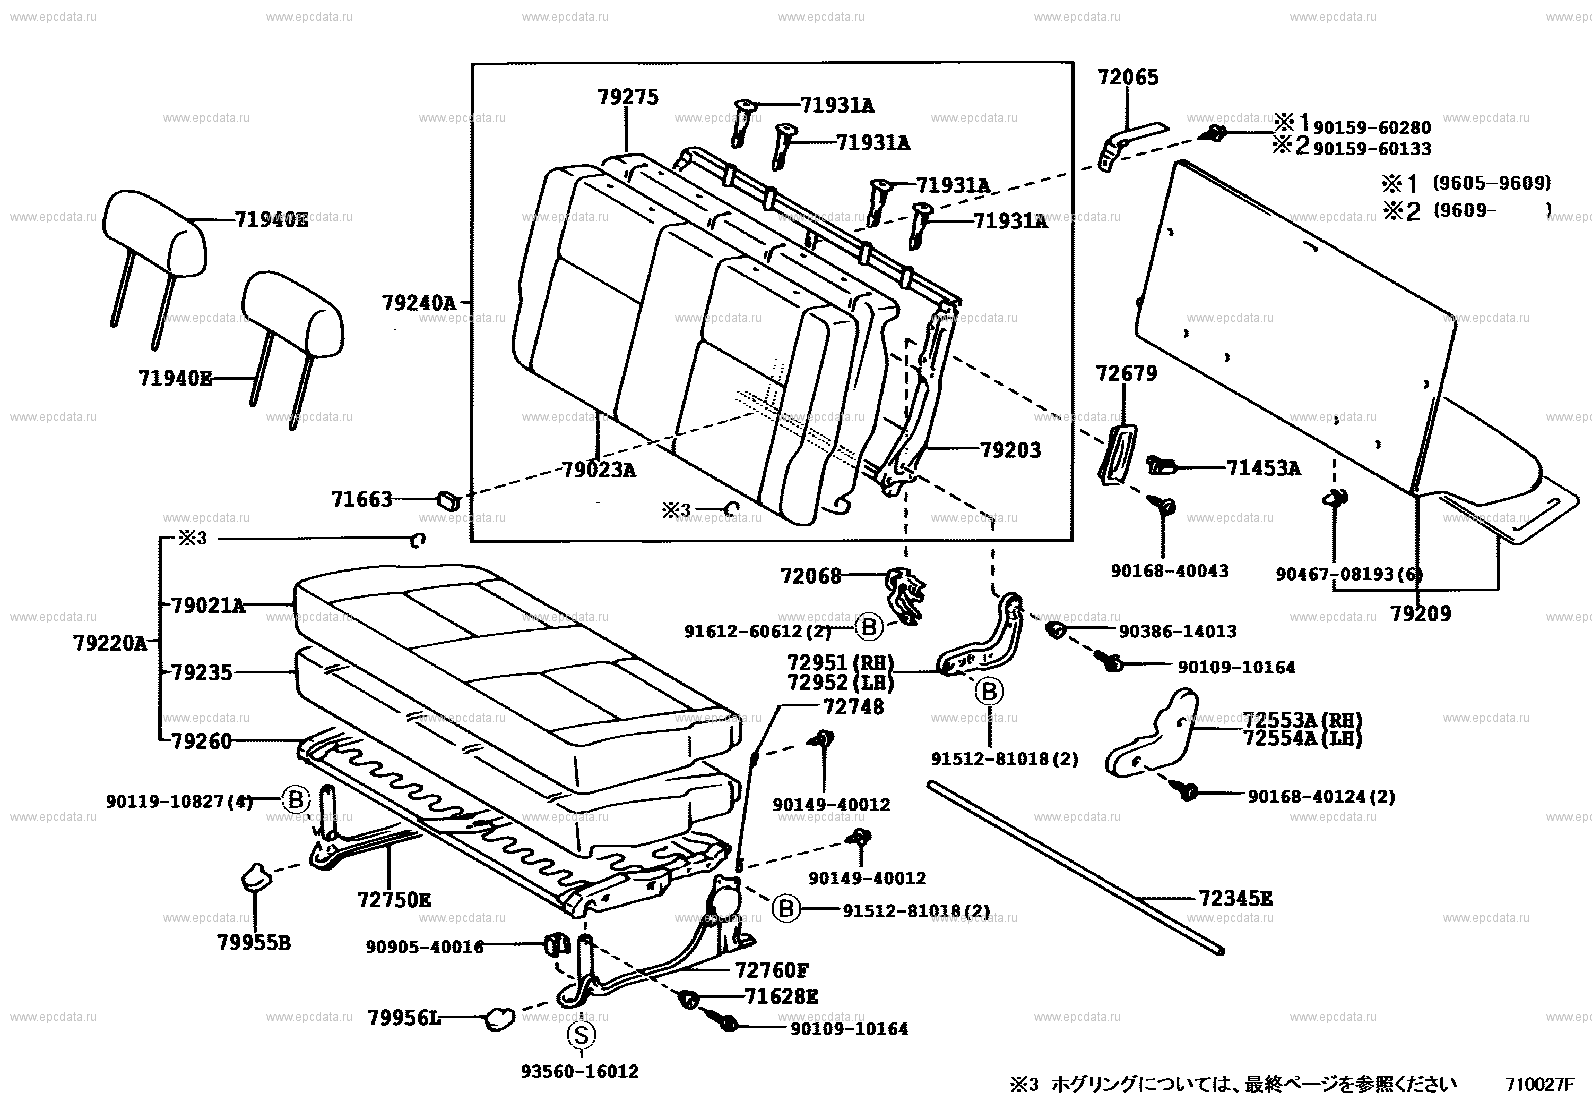 www.epcdata.ru
72065
79275
71931A
※1 90159-60280
※2 90159-60133
71931A
71931A
※1 (9605-9609)
※2 (9609-      )
71940E
71931A
79240A
71940E
72679
79203
79023A
71453A
71663
※3
※3
90168-40043
90467-08193(6)
72068
79021A
79209
79220A
91612-60612(2)
B
90386-14013
72951(RH)
72952(LH)
90109-10164
79235
B
72748
72553A(RH)
72554A(LH)
79260
91512-81018(2)
90119-10827(4)
B
90149-40012
90168-40124(2)
90149-40012
72750E
72345E
B
91512-81018(2)
79955B
90905-40016
72760F
71628E
79956L
90109-10164
S
93560-16012
※3 ホグリングについては、最終ページを参照ください
710027F